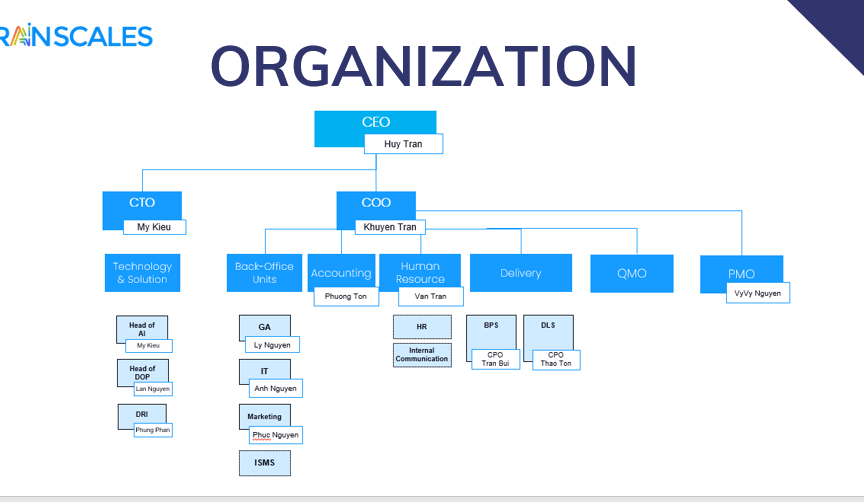 RAINSCALES
ORGANIZATION
CEO
Huy Tran
CTO
My Kieu
COO
Khuyen Tran
Technology
& Solution
Back-Office
Units
Accounting
Phuong Ton
Human
Resource
Van Tran
Delivery
QMO
PMO
VyVy Nguyen
Head of
AI
My Kieu
Head of
DOP
Lan Nguyen
DRI
Phung Phan
GA
Ly Nguyen
IT
Anh Nguyen
Marketing
Phuc Nguyen
ISMS
HR
Internal
Communication
BPS
CPO
Tran Bui
DLS
CPO
Thao Ton